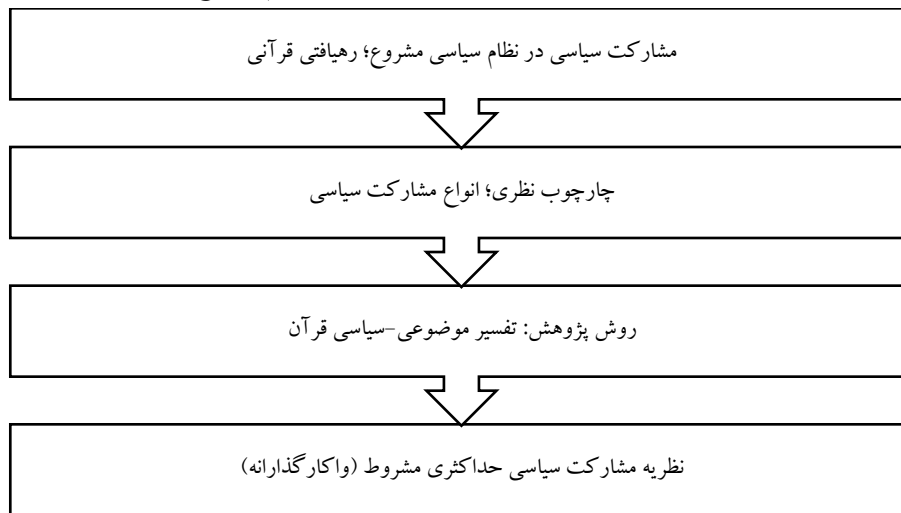 مشارکت سیاسی در نظام سیاسی مشروع؛ رهیافتی قرآنی
چارچوب نظری؛ انواع مشارکت سیاسی
روش پژوهش: تفسیر موضوعی-سیاسی قرآن
نظریه مشارکت سیاسی حداکثری مشروط (واکارگذارانه)